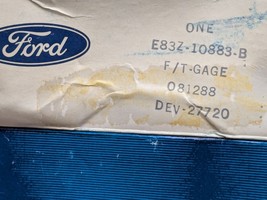 Ford
ONE
E83Z-10883-B
F/T-GAGE
081288
DEV-27720